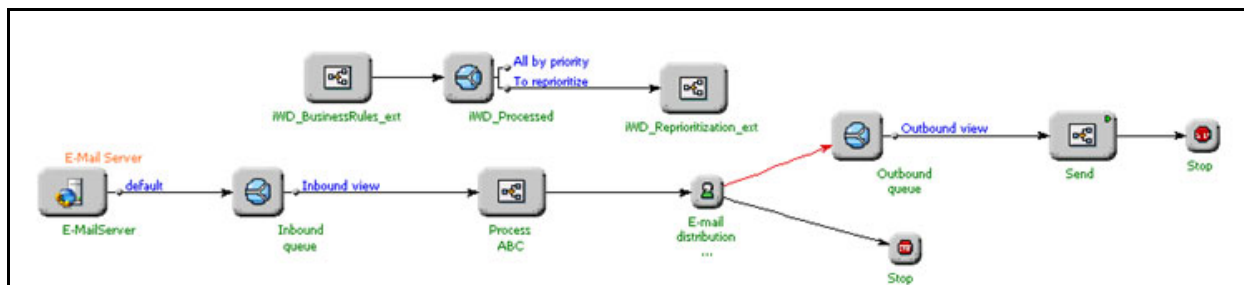 All by priority
To reprioritize
iWD_BusinessRules_ext
iWD_Processed
iWD_Reprioritization_ext
E-Mail Server
default
Inbound view
Outbound view
E-MailServer
Inbound
queue
Process
ABC
E-mail
distribution
...
Outbound
queue
Send
Stop
Stop